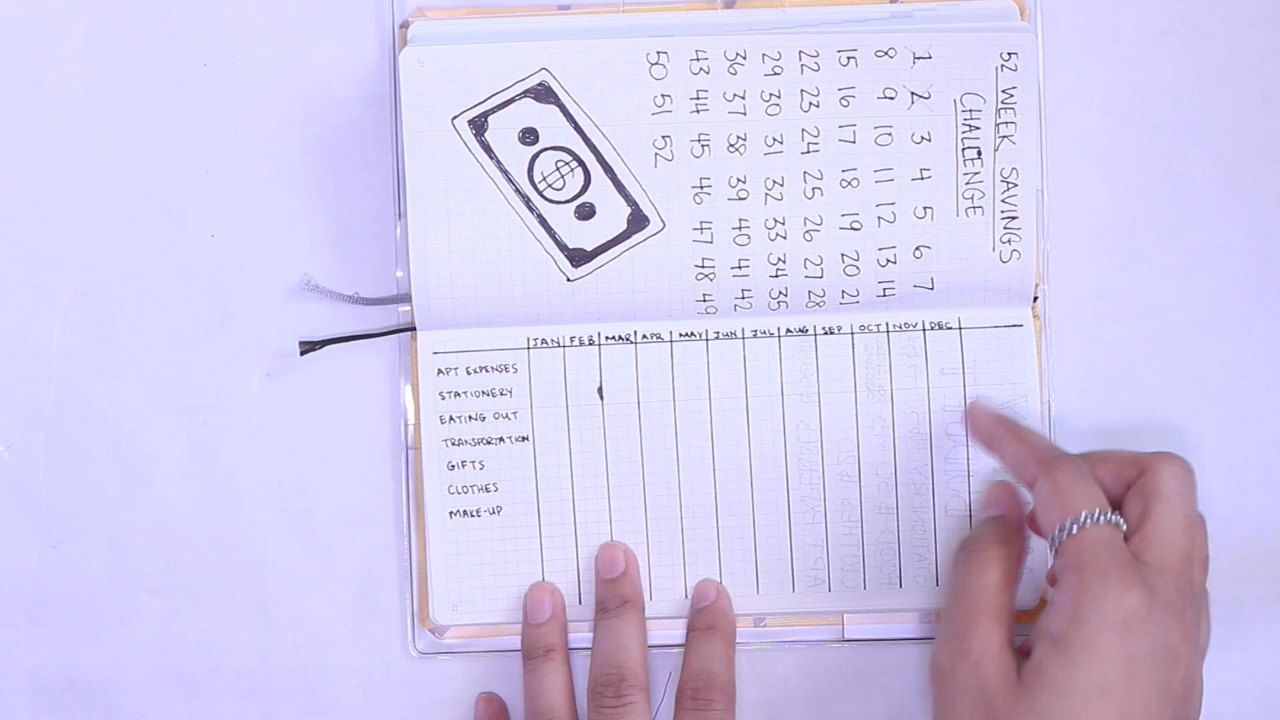 52 WEEK SAVINGS
CHALLENGE
1 2 3 4 5 6 7
8 9 10 11 12 13 14
15 16 17 18 19 20 21
22 23 24 25 26 27 28
29 30 31 32 33 34 35
36 37 38 39 40 41 42
43 44 45 46 47 48 49
50 51 52
$
JAN FEB MAR APR MAY JUN JUL AUG SEP OCT NOV DEC
APT EXPENSES
STATIONERY
EATING OUT
TRANSPORTATION
GIFTS
CLOTHES
MAKE-UP